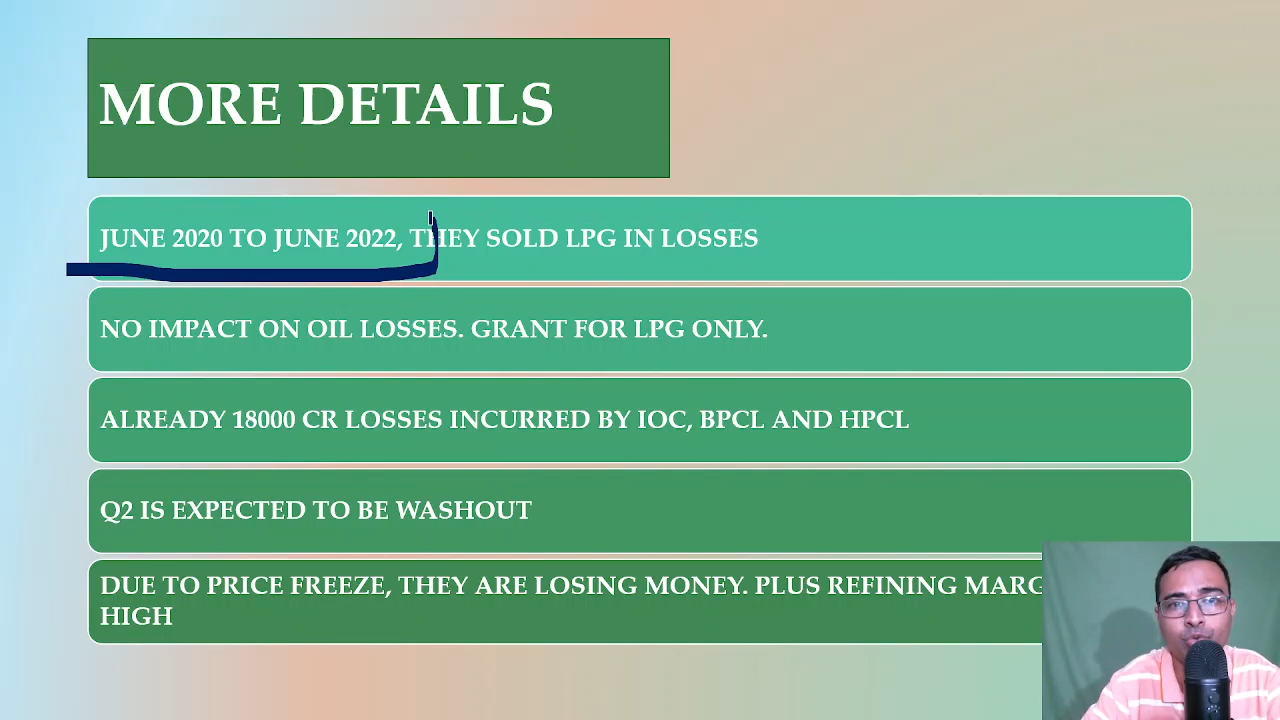 MORE DETAILS
JUNE 2020 TO JUNE 2022, THEY SOLD LPG IN LOSSES
NO IMPACT ON OIL LOSSES. GRANT FOR LPG ONLY.
ALREADY 18000 CR LOSSES INCURRED BY IOC, BPCL AND HPCL
Q2 IS EXPECTED TO BE WASHOUT
DUE TO PRICE FREEZE, THEY ARE LOSING MONEY. PLUS REFINING
HIGH